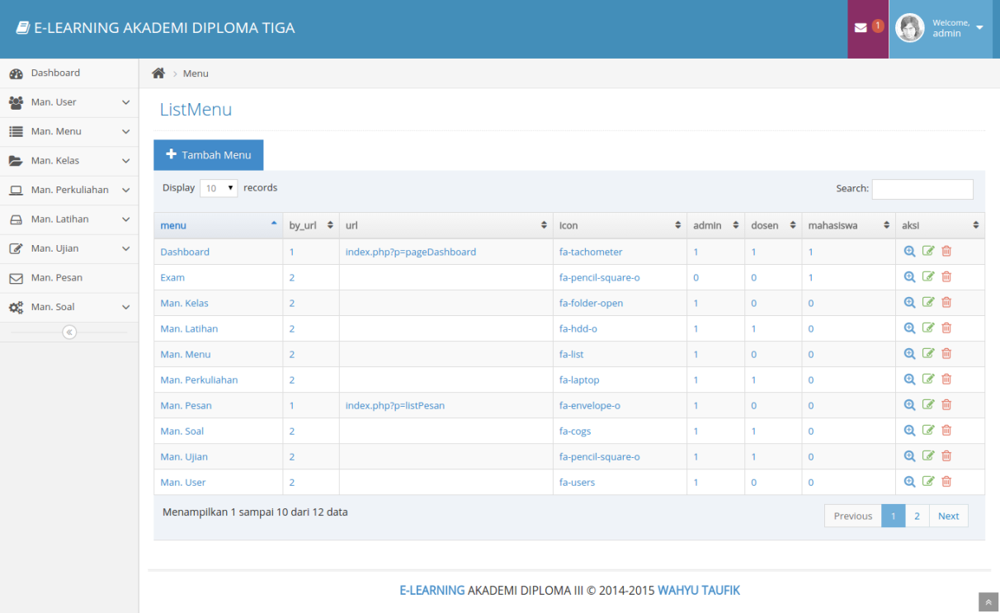 E-LEARNING AKADEMI DIPLOMA TIGA
1
Welcome,
admin
Dashboard
Man. User
Man. Menu
Man. Kelas
Man. Perkuliahan
Man. Latihan
Man. Ujian
Man. Pesan
Man. Soal
Menu
ListMenu
Tambah Menu
Display 10 records
Search:
menu by_url url icon admin dosen mahasiswa aksi
Dashboard 1 index.php?p=pageDashboard fa-tachometer 1 1 1
Exam 2 fa-pencil-square-o 0 0 1
Man. Kelas 2 fa-folder-open 1 0 0
Man. Latihan 2 fa-hdd-o 1 1 0
Man. Menu 2 fa-list 1 0 0
Man. Perkuliahan 2 fa-laptop 1 1 0
Man. Pesan 1 index.php?p=listPesan fa-envelope-o 1 0 0
Man. Soal 2 fa-cogs 1 1 0
Man. Ujian 2 fa-pencil-square-o 1 1 0
Man. User 2 fa-users 1 0 0
Menampilkan 1 sampai 10 dari 12 data
Previous 1 2 Next
E-LEARNING AKADEMI DIPLOMA III © 2014-2015 WAHYU TAUFIK